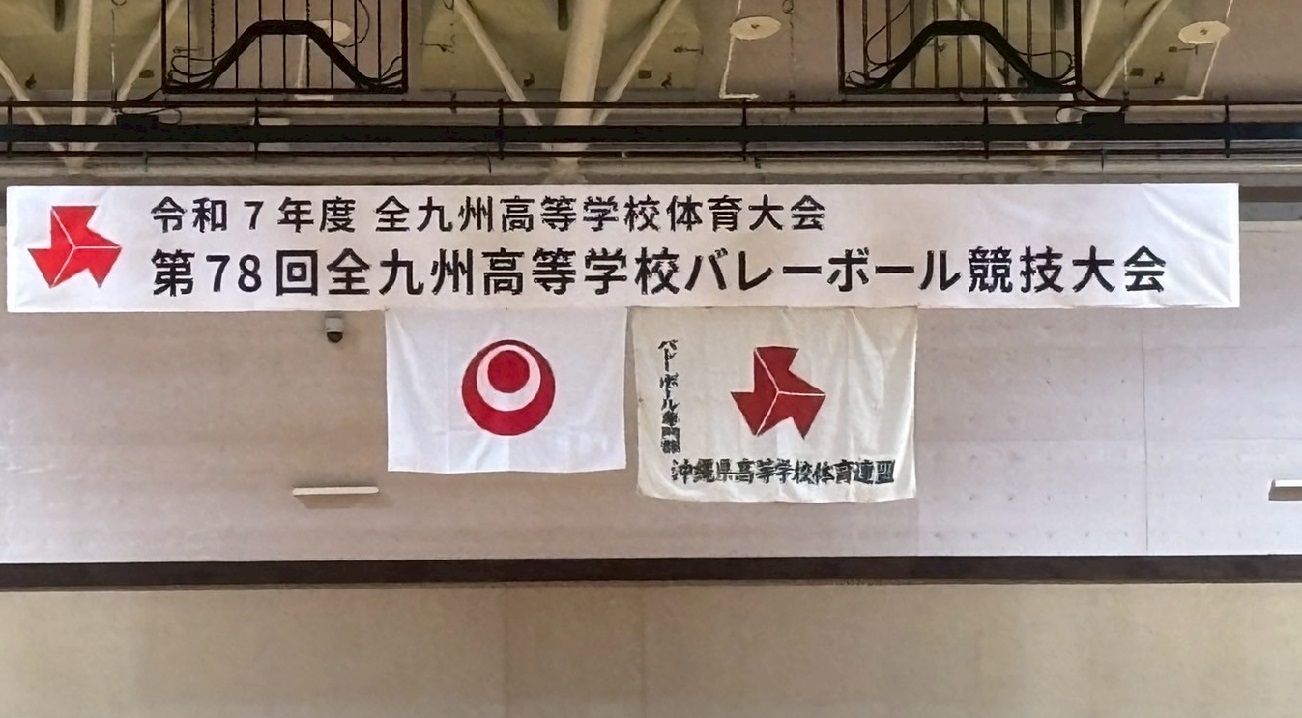 令和7年度 全九州高等学校体育大会
第78回全九州高等学校バレーボール競技大会
バレーボール専門部
沖縄県高等学校体育連盟